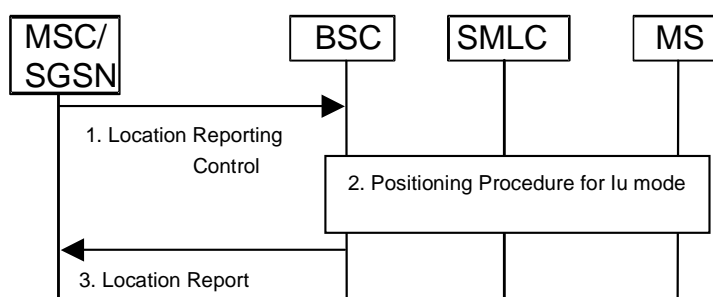 MSC/
SGSN
BSC
SMLC
MS
1. Location Reporting
Control
2. Positioning Procedure for Iu mode
3. Location Report